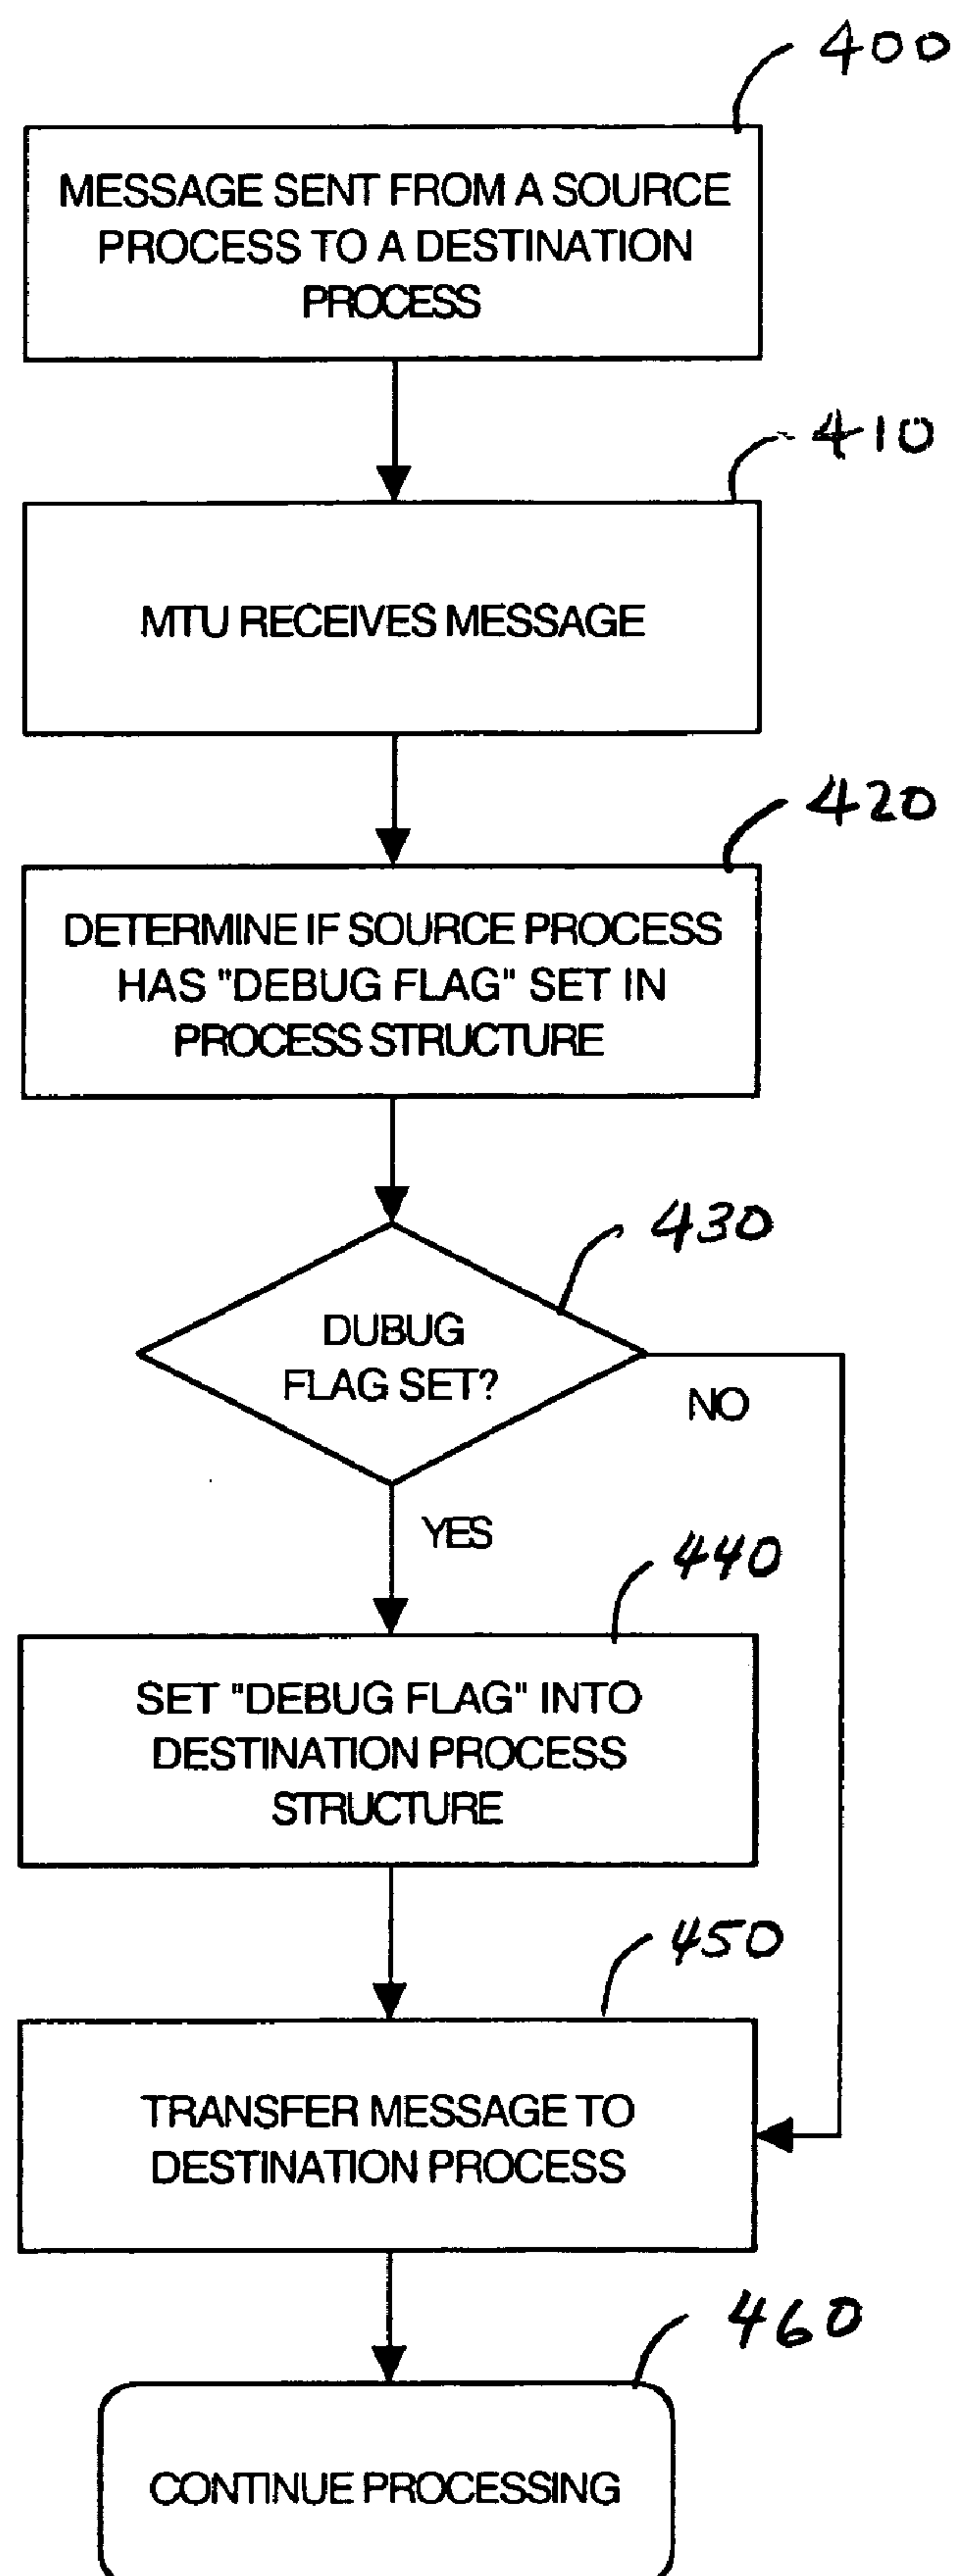 400
MESSAGE SENT FROM A SOURCE
PROCESS TO A DESTINATION
PROCESS
410
MTU RECEIVES MESSAGE
420
DETERMINE IF SOURCE PROCESS
HAS "DEBUG FLAG" SET IN
PROCESS STRUCTURE
430
DUBUG
FLAG SET?
NO
YES
440
SET "DEBUG FLAG" INTO
DESTINATION PROCESS
STRUCTURE
450
TRANSFER MESSAGE TO
DESTINATION PROCESS
460
CONTINUE PROCESSING